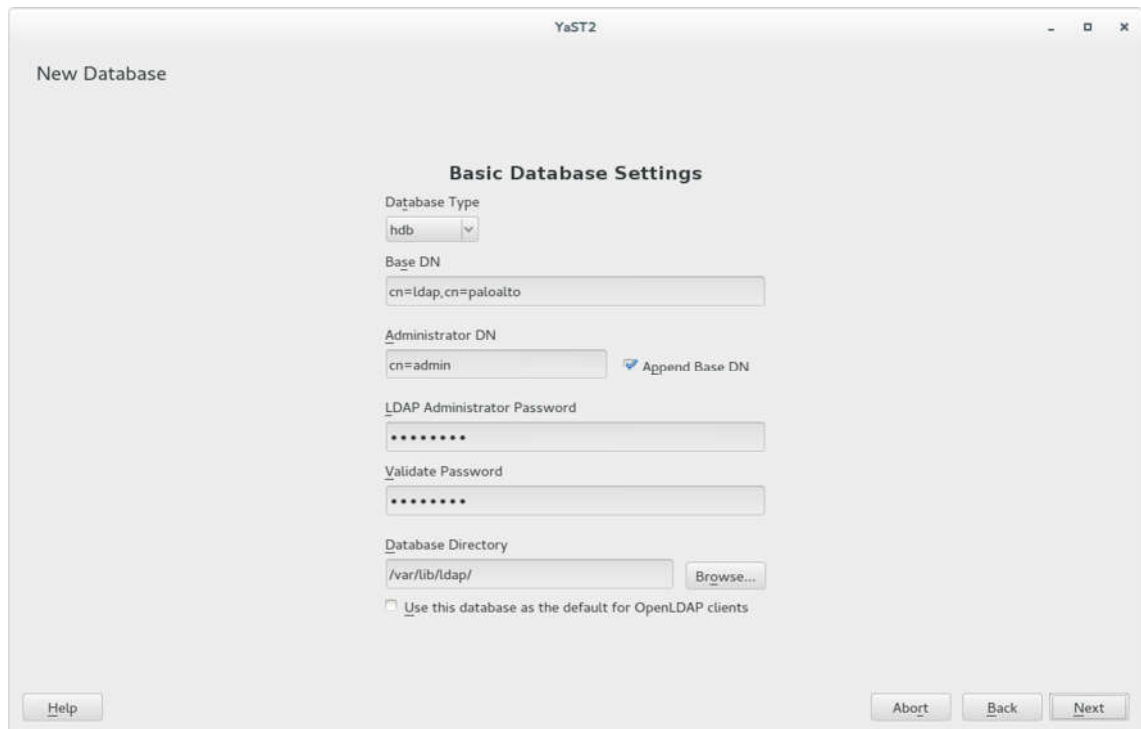 YaST2
New Database
Basic Database Settings
Database Type
hdb
Base DN
cn=ldap,cn=paloalto
Administrator DN
cn=admin
Append Base DN
LDAP Administrator Password
••••••••
Validate Password
••••••••
Database Directory
/var/lib/ldap/
Browse...
Use this database as the default for OpenLDAP clients
Help
Abort
Back
Next